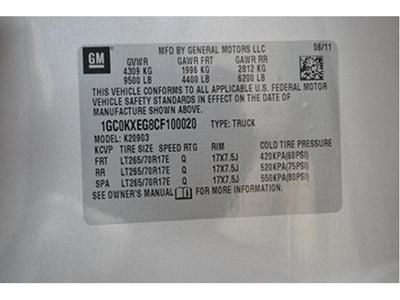 GM
MFD BY GENERAL MOTORS LLC 06/11
GVWR GAWR FRT GAWR RR
4309 KG 1996 KG 2812 KG
9500 LB 4400 LB 6200 LB
THIS VEHICLE CONFORMS TO ALL APPLICABLE U.S. FEDERAL MOTOR
VEHICLE SAFETY STANDARDS IN EFFECT ON THE DATE OF
MANUFACTURE SHOWN ABOVE.
1GC0KXEG8CF100020 TYPE: TRUCK
MODEL: K20903
KCVP TIRE SIZE SPEED RTG RIM COLD TIRE PRESSURE
FRT LT265/70R17E Q 17X7.5J 420KPA(60PSI)
RR LT265/70R17E Q 17X7.5J 520KPA(75PSI)
SPA LT265/70R17E Q 17X7.5J 550KPA(80PSI)
SEE OWNER'S MANUAL FOR MORE INFORMATION.